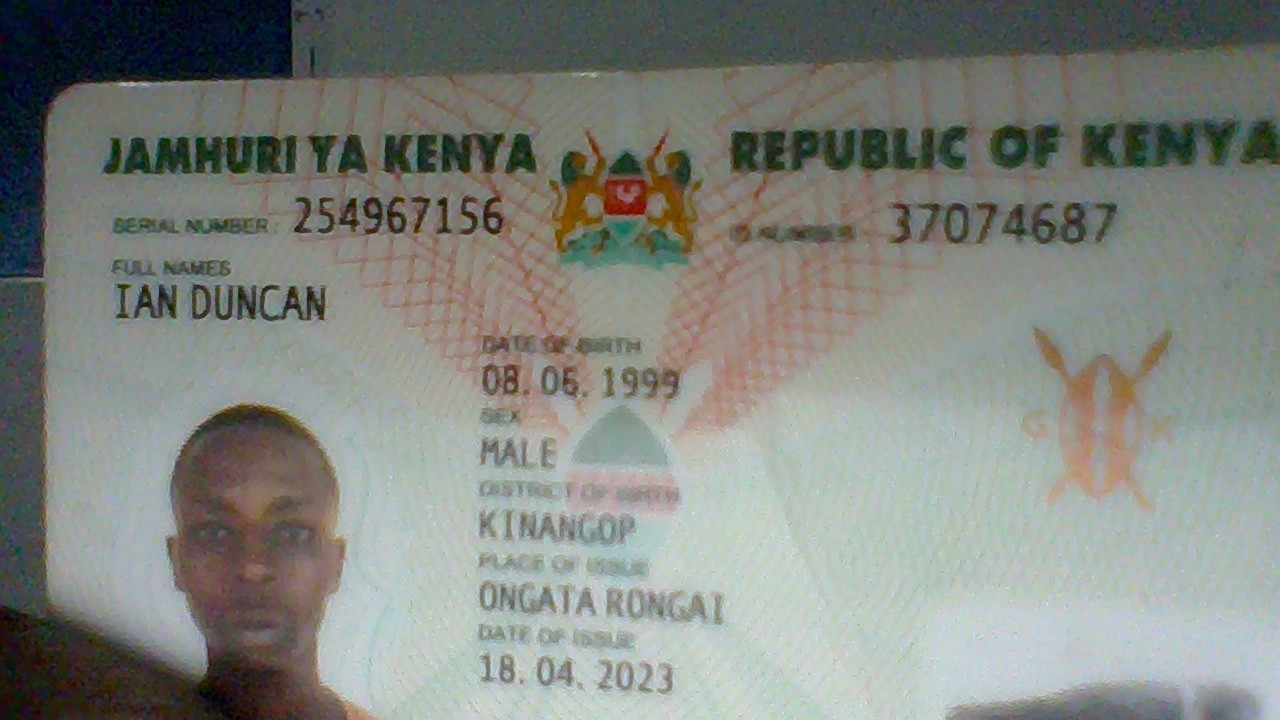 JAMHURI YA KENYA
REPUBLIC OF KENYA
SERIAL NUMBER: 254967156
ID NUMBER: 37074687
FULL NAMES
IAN DUNCAN
DATE OF BIRTH
08. 06. 1999
SEX
MALE
DISTRICT OF BIRTH
KINANGOP
PLACE OF ISSUE
ONGATA RONGAI
DATE OF ISSUE
18. 04. 2023
G K